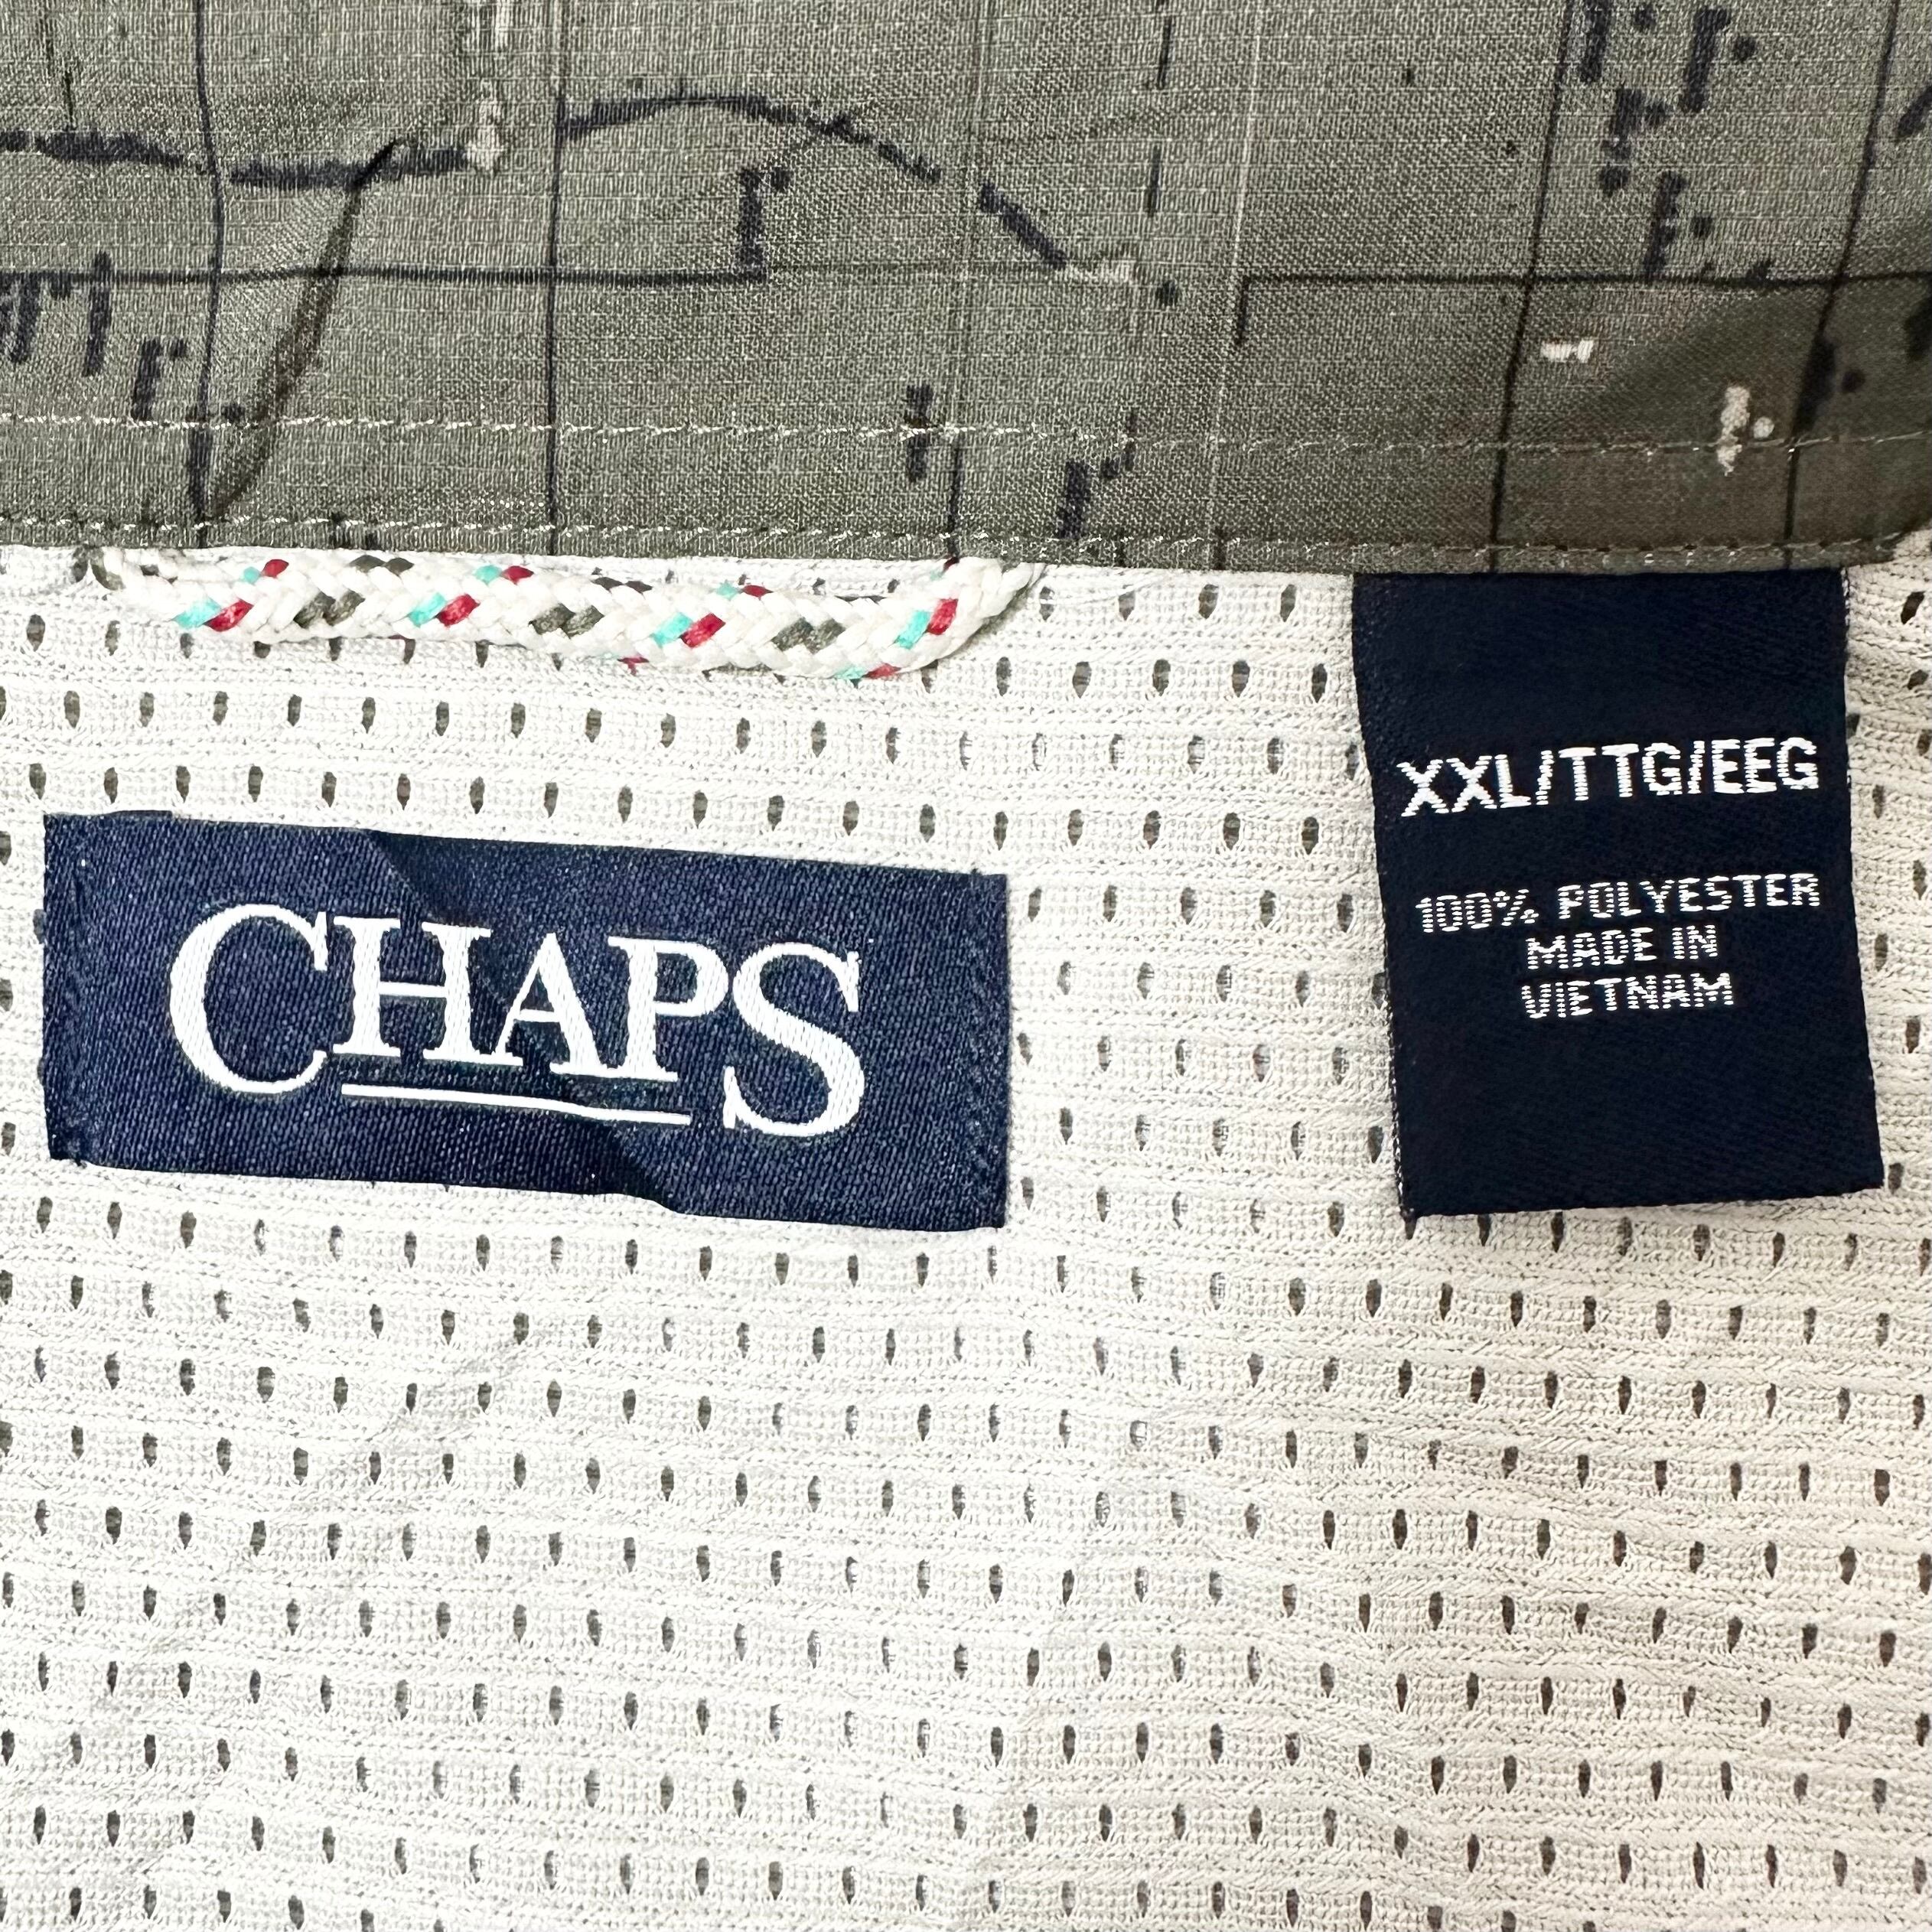 CHAPS
XXL/TTG/EEG
100% POLYESTER
MADE IN
VIETNAM